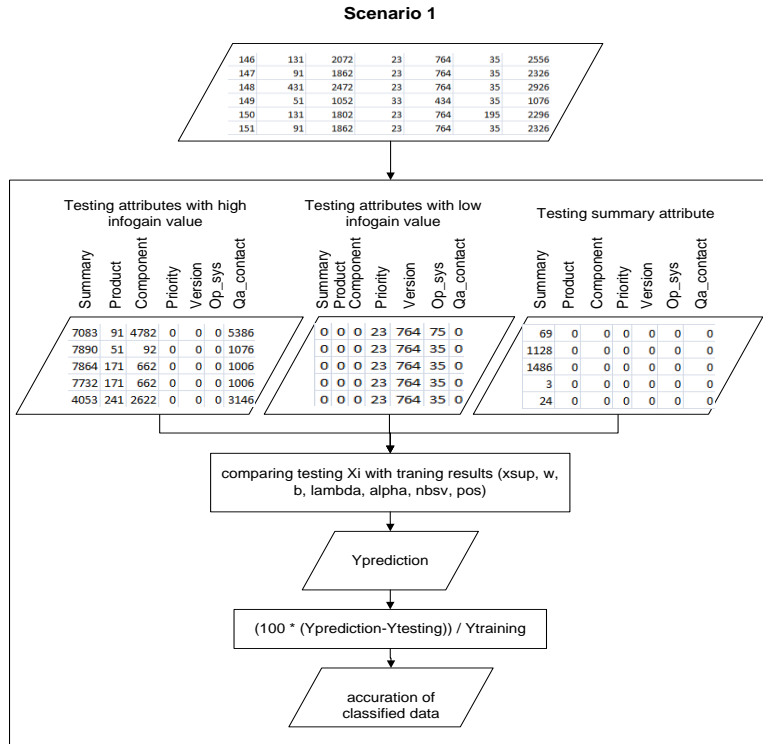 Scenario 1
146 131 2072 23 764 35 2556
147 91 1862 23 764 35 2326
148 431 2472 23 764 35 2926
149 51 1052 33 434 35 1076
150 131 1802 23 764 195 2296
151 91 1862 23 764 35 2326
Testing attributes with high
infogain value
Summary Product Component Priority Version Op_sys Qa_contact
7083 91 4782 0 0 0 5386
7890 51 92 0 0 0 1076
7864 171 662 0 0 0 1006
7732 171 662 0 0 0 1006
4053 241 2622 0 0 0 3146
Testing attributes with low
infogain value
Summary Product Component Priority Version Op_sys Qa_contact
0 0 0 23 764 75 0
0 0 0 23 764 35 0
0 0 0 23 764 35 0
0 0 0 23 764 35 0
0 0 0 23 764 35 0
Testing summary attribute
Summary Product Component Priority Version Op_sys Qa_contact
69 0 0 0 0 0 0
1128 0 0 0 0 0 0
1486 0 0 0 0 0 0
3 0 0 0 0 0 0
24 0 0 0 0 0 0
comparing testing Xi with traning results (xsup, w,
b, lambda, alpha, nbsv, pos)
Yprediction
(100 * (Yprediction-Ytesting)) / Ytraining
accuration of
classified data